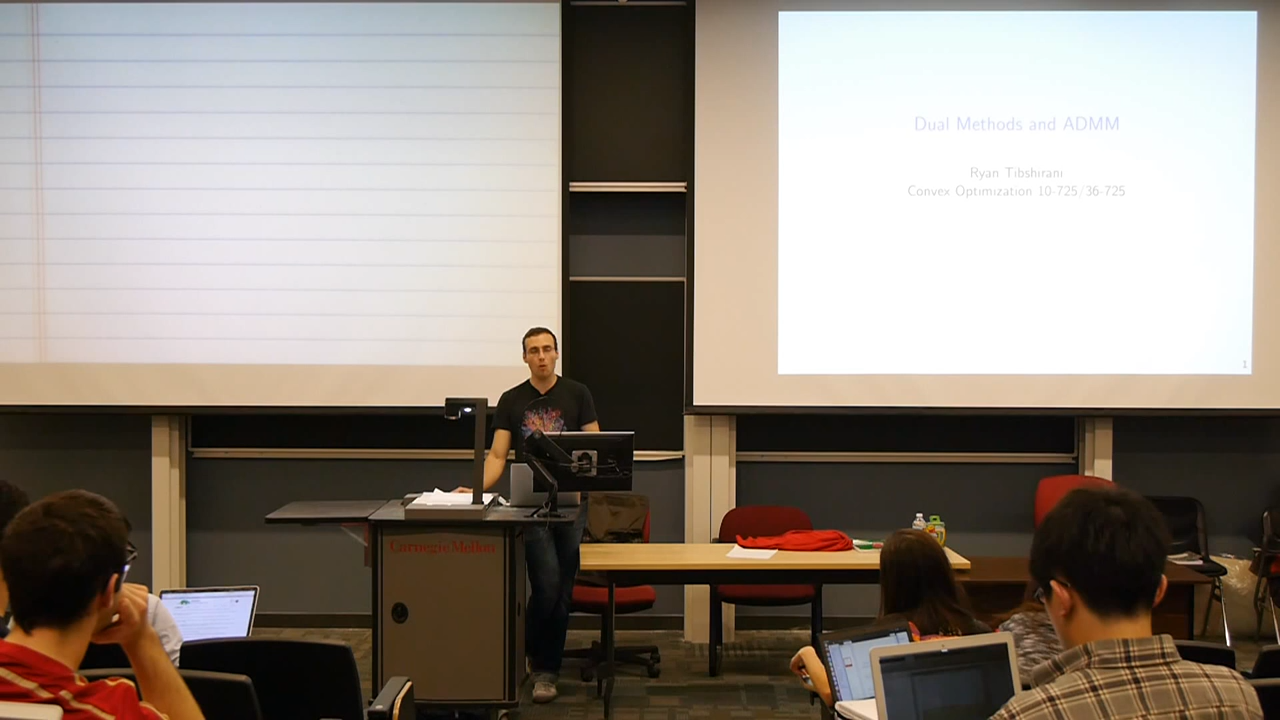 Dual Methods and ADMM
Ryan Tibshirani
Convex Optimization 10-725/36-725
1
Carnegie Mellon